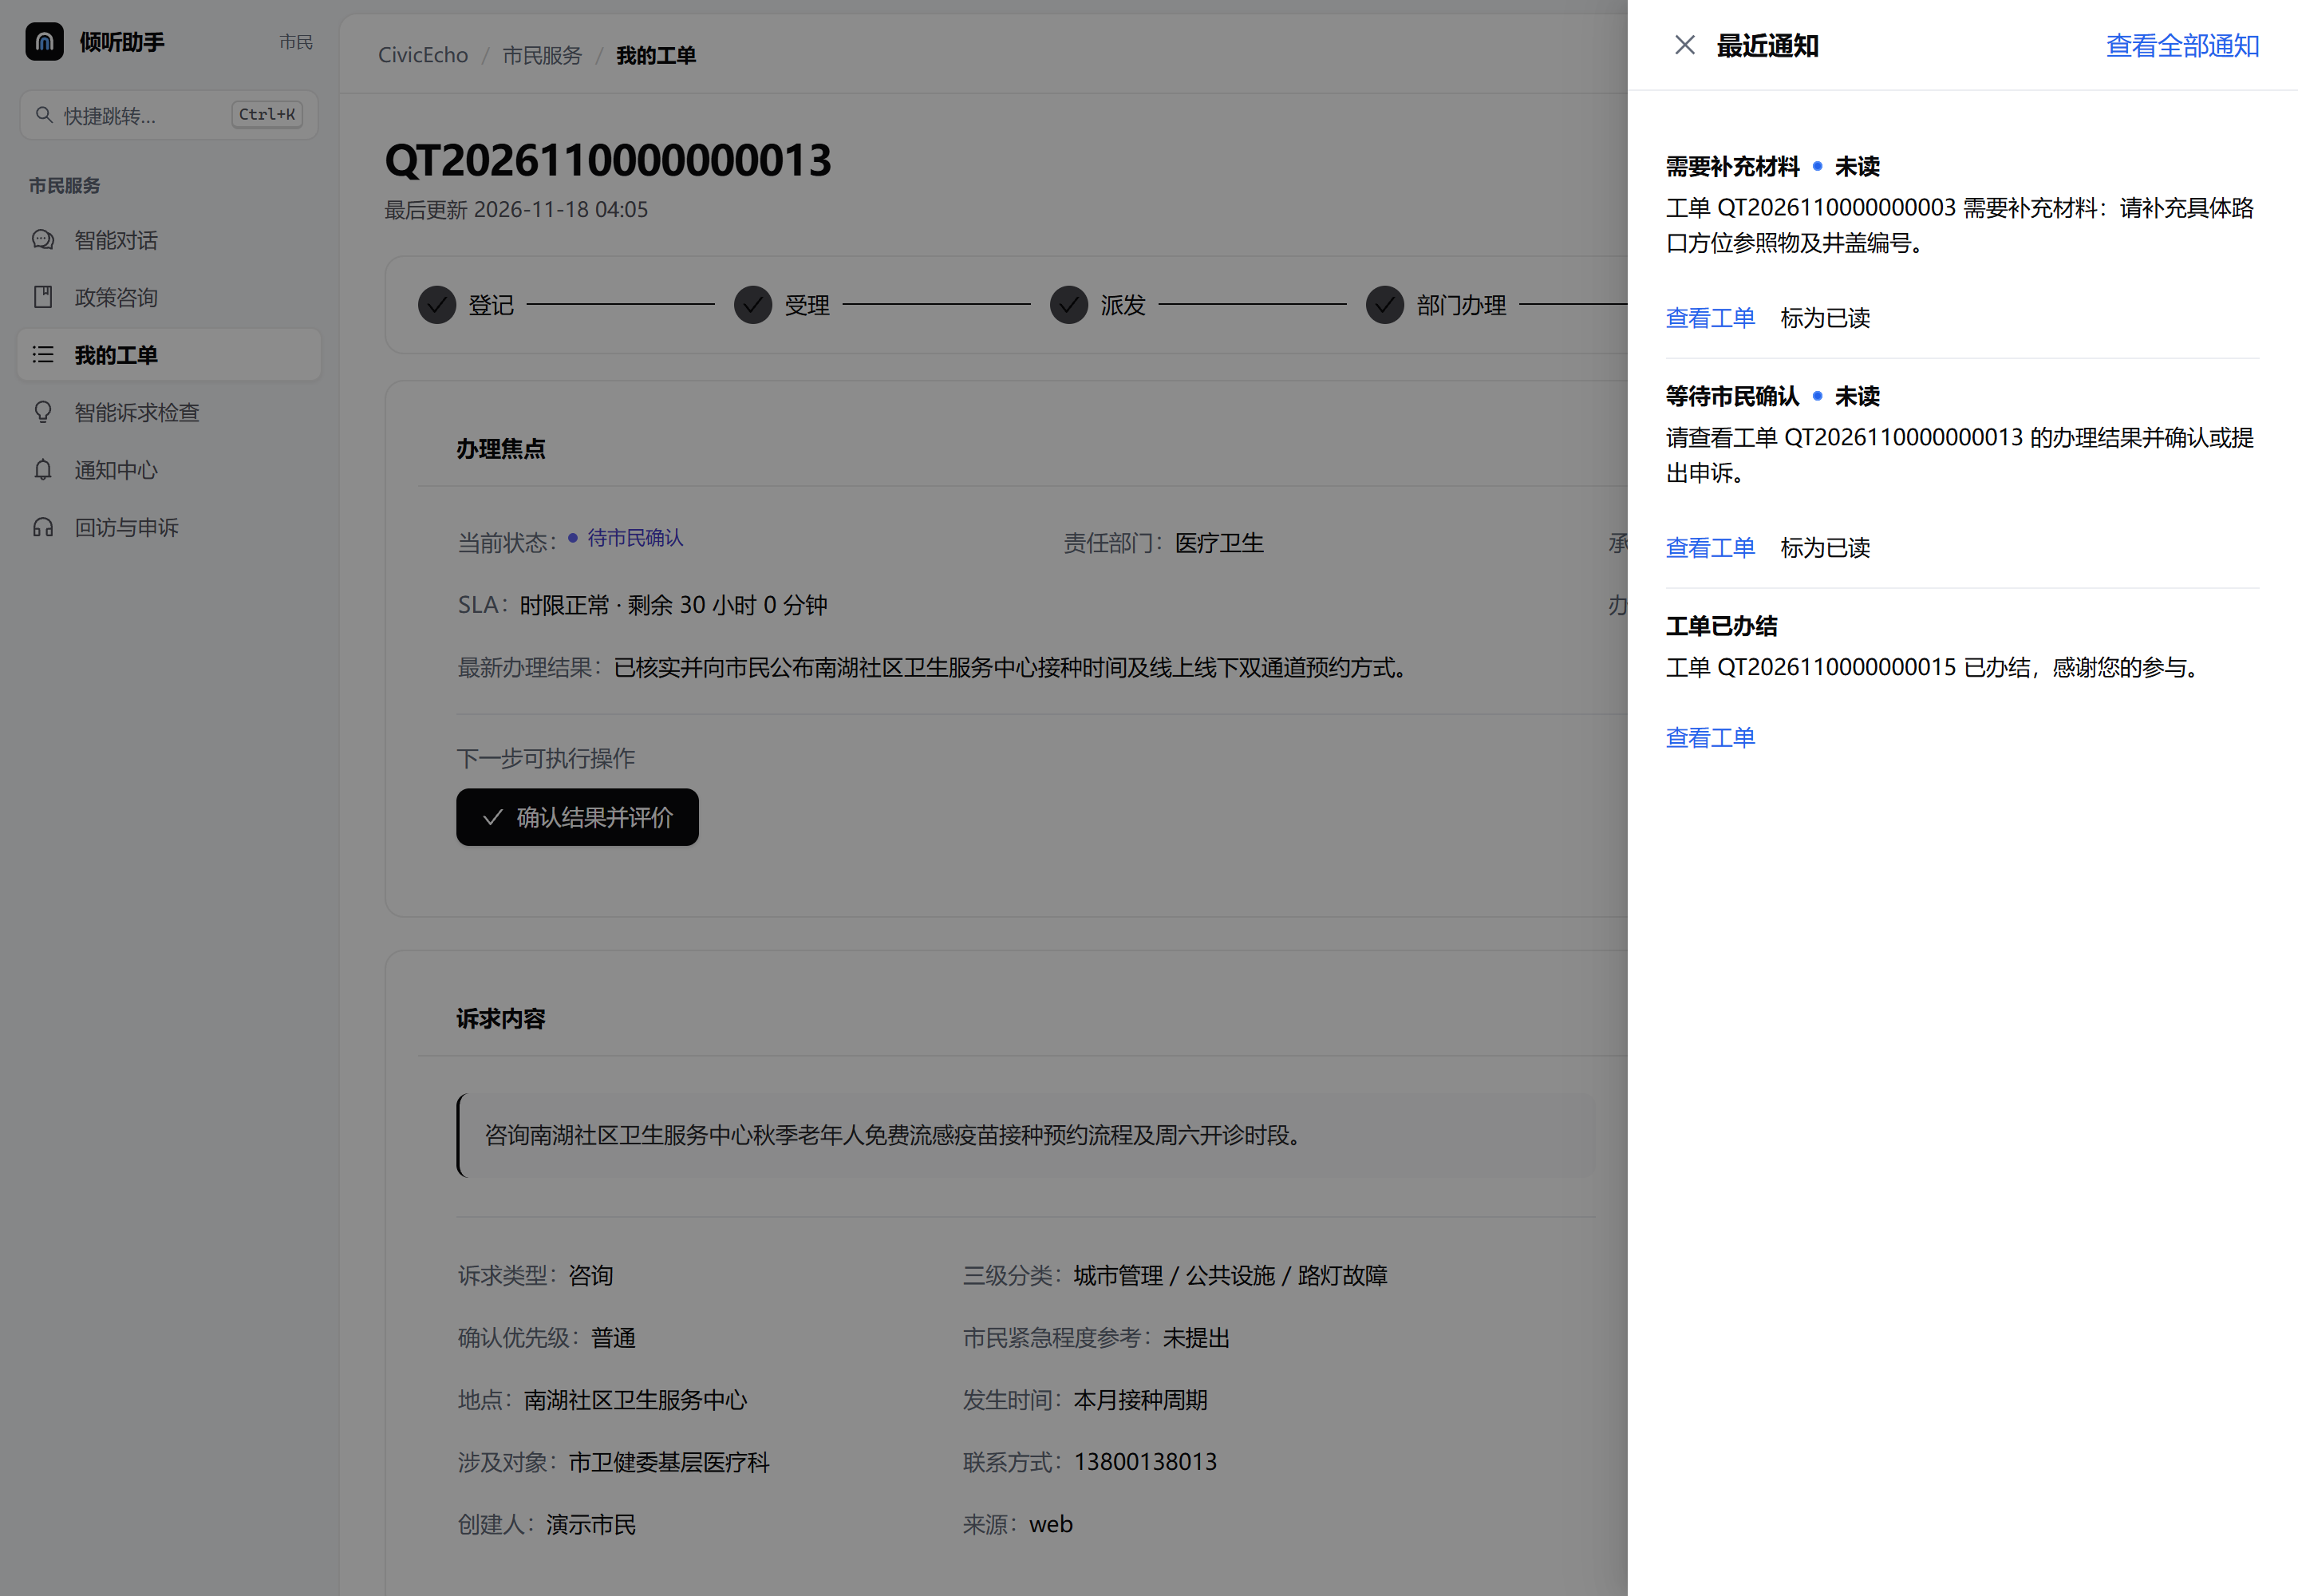 倾听助手
市民
快捷跳转...
Ctrl+K
市民服务
智能对话
政策咨询
我的工单
智能诉求检查
通知中心
回访与申诉
CivicEcho / 市民服务 / 我的工单
QT2026110000000013
最后更新 2026-11-18 04:05
登记
受理
派发
部门办理
办理焦点
当前状态： 待市民确认
责任部门：医疗卫生
承
SLA：时限正常 · 剩余 30 小时 0 分钟
办
最新办理结果：已核实并向市民公布南湖社区卫生服务中心接种时间及线上线下双通道预约方式。
下一步可执行操作
确认结果并评价
诉求内容
咨询南湖社区卫生服务中心秋季老年人免费流感疫苗接种预约流程及周六开诊时段。
诉求类型：咨询
三级分类：城市管理 / 公共设施 / 路灯故障
确认优先级：普通
市民紧急程度参考：未提出
地点：南湖社区卫生服务中心
发生时间：本月接种周期
涉及对象：市卫健委基层医疗科
联系方式：13800138013
创建人：演示市民
来源：web
最近通知
查看全部通知
需要补充材料 未读
工单 QT2026110000000003 需要补充材料：请补充具体路
口方位参照物及井盖编号。
查看工单 标为已读
等待市民确认 未读
请查看工单 QT2026110000000013 的办理结果并确认或提
出申诉。
查看工单 标为已读
工单已办结
工单 QT2026110000000015 已办结，感谢您的参与。
查看工单